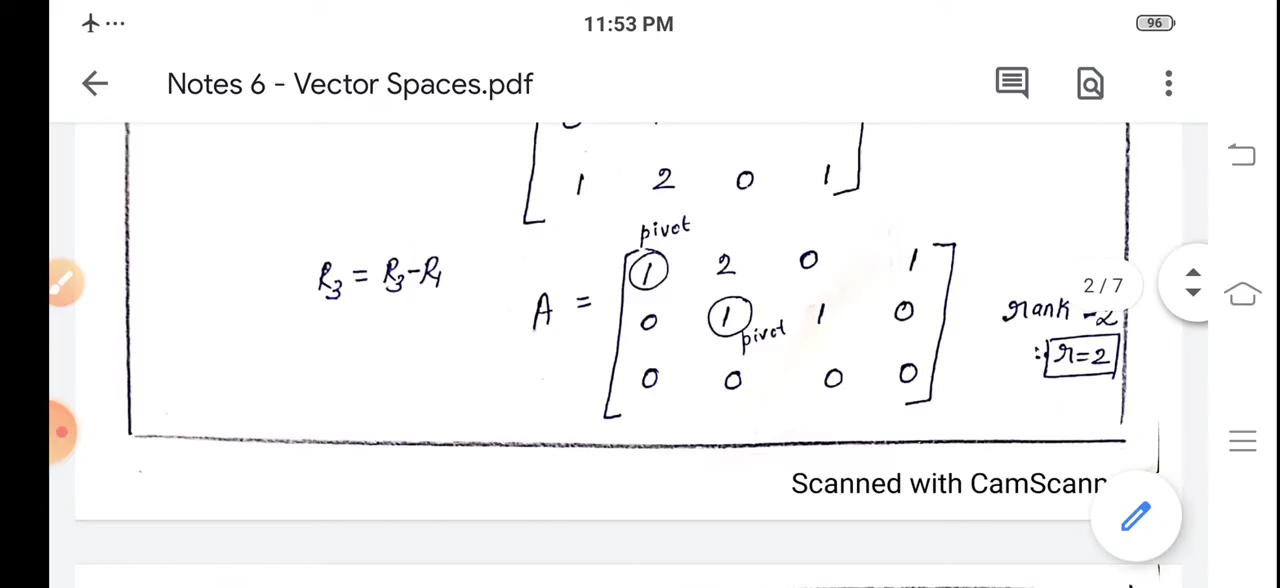 11:53 PM
96
Notes 6 - Vector Spaces.pdf
1 2 0 1
pivot
R3 = R3-R1
A = 1 2 0 1
0 1 1 0
pivot
0 0 0 0
2 / 7
rank -2
∴ r=2
Scanned with CamScann